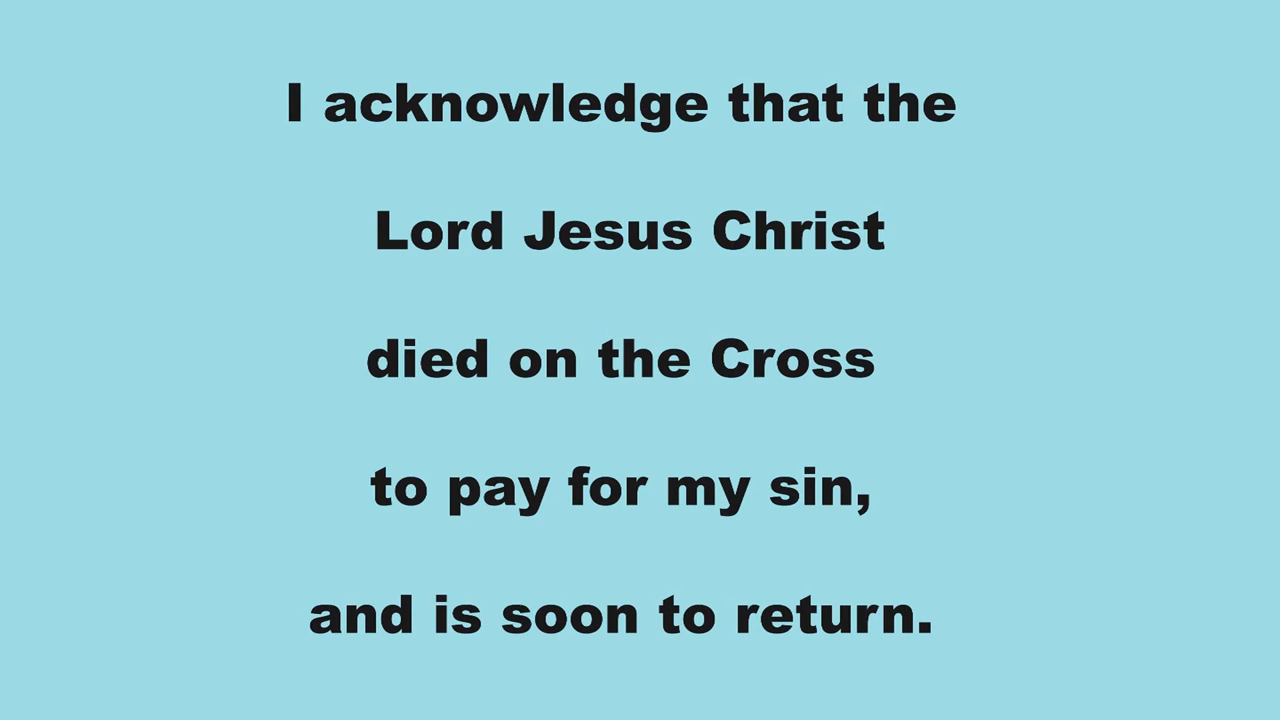 I acknowledge that the
Lord Jesus Christ
died on the Cross
to pay for my sin,
and is soon to return.